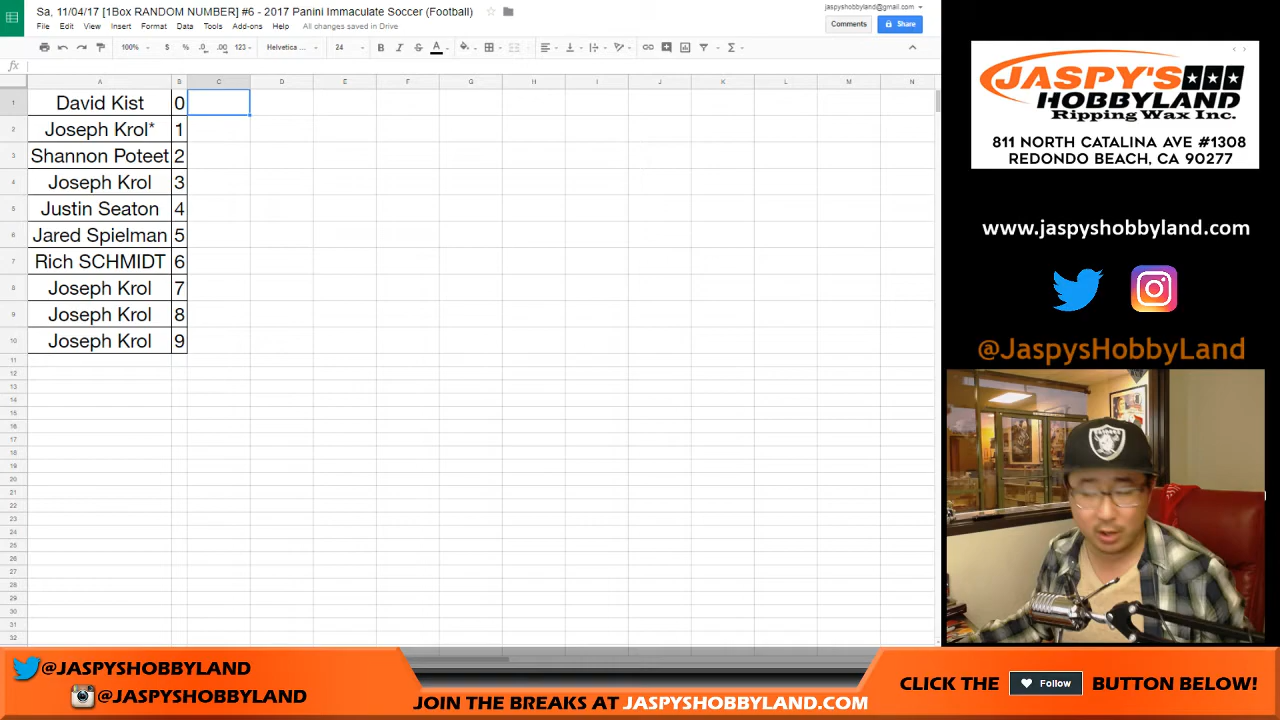 Sa, 11/04/17 [1Box RANDOM NUMBER] #6 - 2017 Panini Immaculate Soccer (Football)
jaspyshobbyland@gmail.com
File Edit View Insert Format Data Tools Add-ons Help All changes saved in Drive
Comments
Share
100% $ % .0 .00 123 Helvetica ... 24 B I S A
fx
A B C D E F G H I J K L M N
1 David Kist 0
2 Joseph Krol* 1
3 Shannon Poteet 2
4 Joseph Krol 3
5 Justin Seaton 4
6 Jared Spielman 5
7 Rich SCHMIDT 6
8 Joseph Krol 7
9 Joseph Krol 8
10 Joseph Krol 9
11
12
13
14
15
16
17
18
19
20
21
22
23
24
25
26
27
28
29
30
31
32
JASPY'S
HOBBYLAND
Ripping Wax Inc.
811 NORTH CATALINA AVE #1308
REDONDO BEACH, CA 90277
www.jaspyshobbyland.com
@JaspysHobbyLand
RAIDERS
@JASPYSHOBBYLAND
@JASPYSHOBBYLAND
JOIN THE BREAKS AT JASPYSHOBBYLAND.COM
CLICK THE Follow BUTTON BELOW!